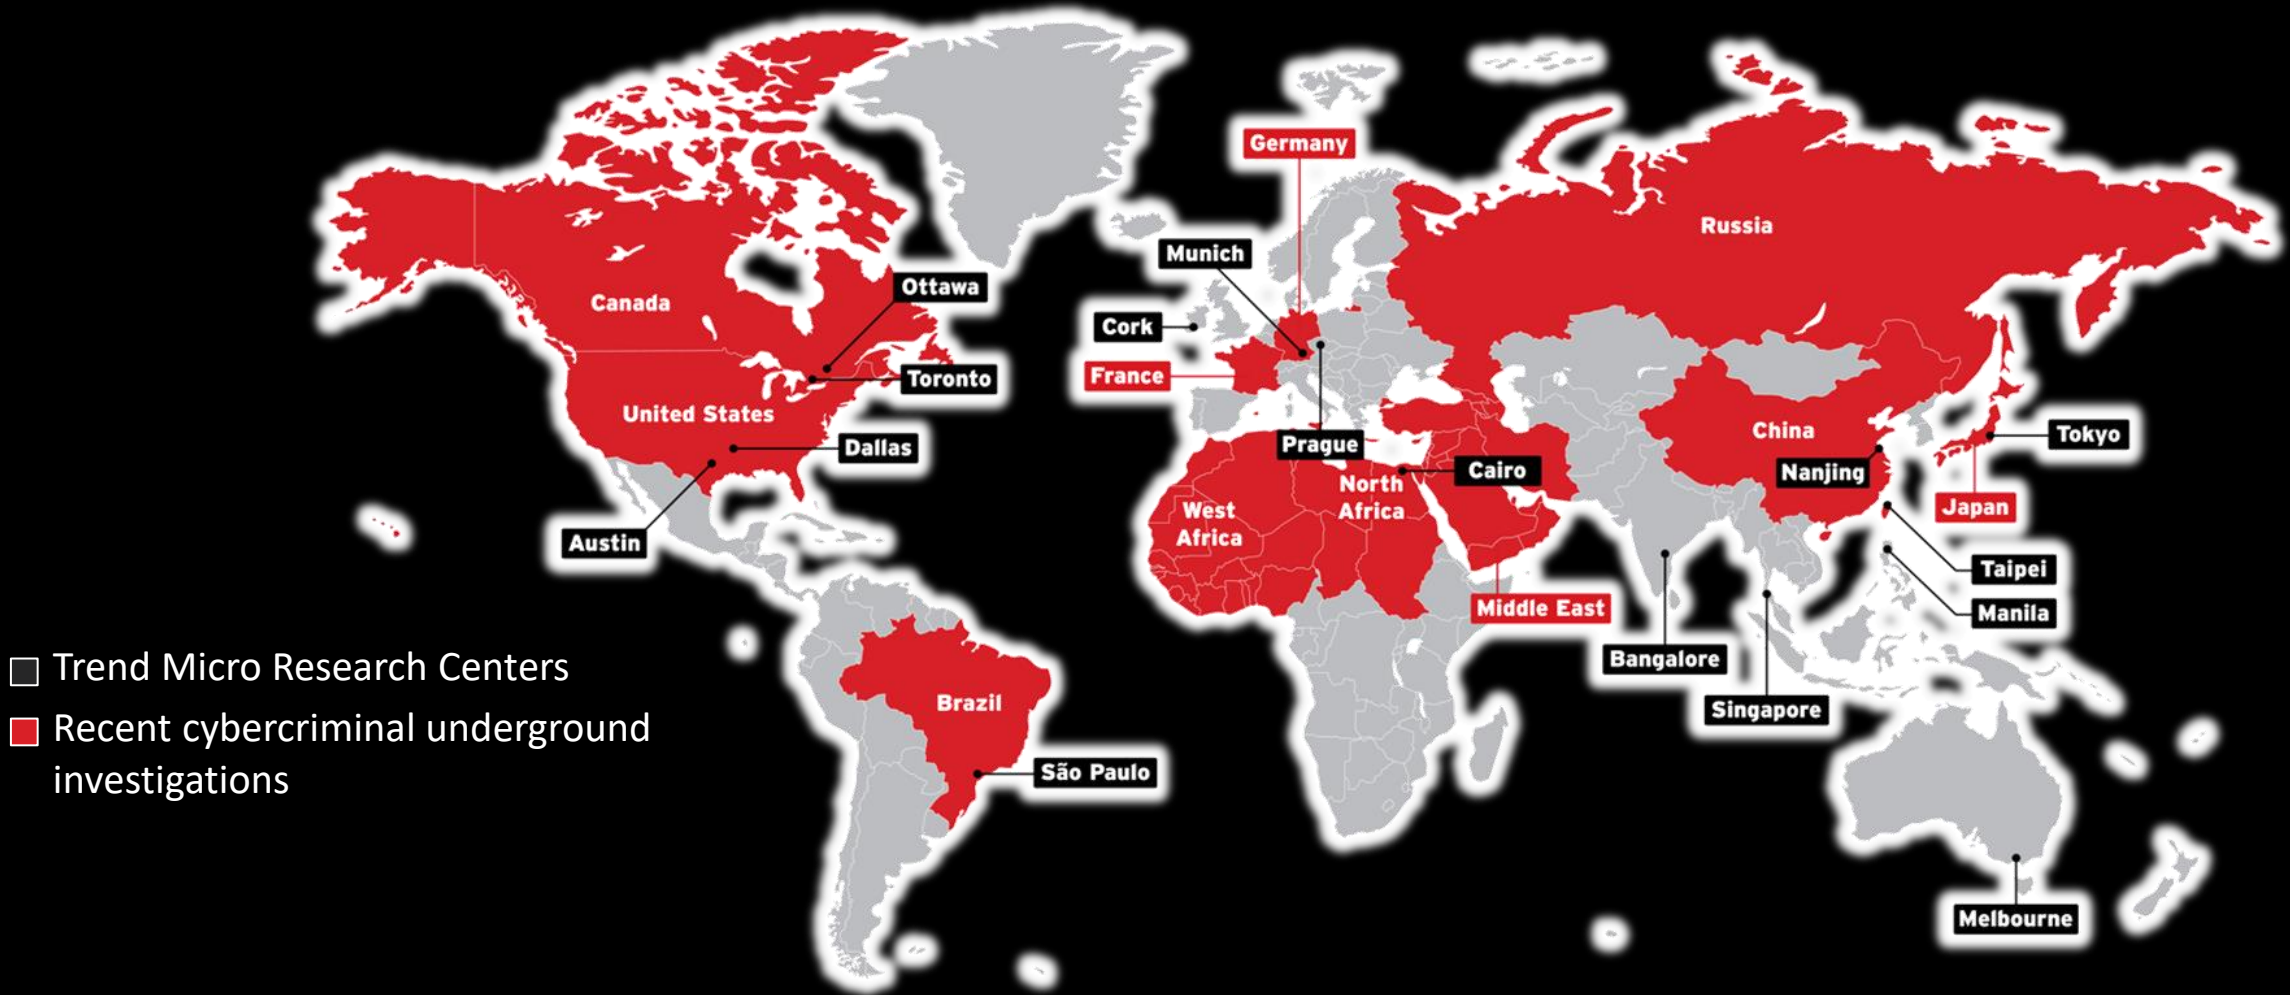 Germany
Russia
Munich
Ottawa
Canada
Cork
France
Toronto
United States
China
Tokyo
Dallas
Prague
Cairo
Nanjing
North
Africa
West
Africa
Japan
Austin
Taipei
Middle East
Manila
Bangalore
Trend Micro Research Centers
Brazil
Singapore
Recent cybercriminal underground
investigations
São Paulo
Melbourne